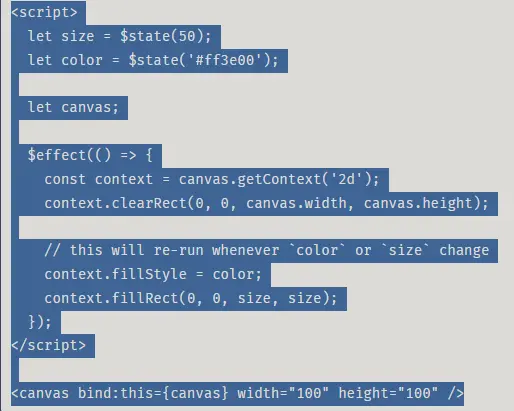 <script>
  let size = $state(50);
  let color = $state('#ff3e00');

  let canvas;

  $effect(() => {
    const context = canvas.getContext('2d');
    context.clearRect(0, 0, canvas.width, canvas.height);

    // this will re-run whenever `color` or `size` change
    context.fillStyle = color;
    context.fillRect(0, 0, size, size);
  });
</script>

<canvas bind:this={canvas} width="100" height="100" />